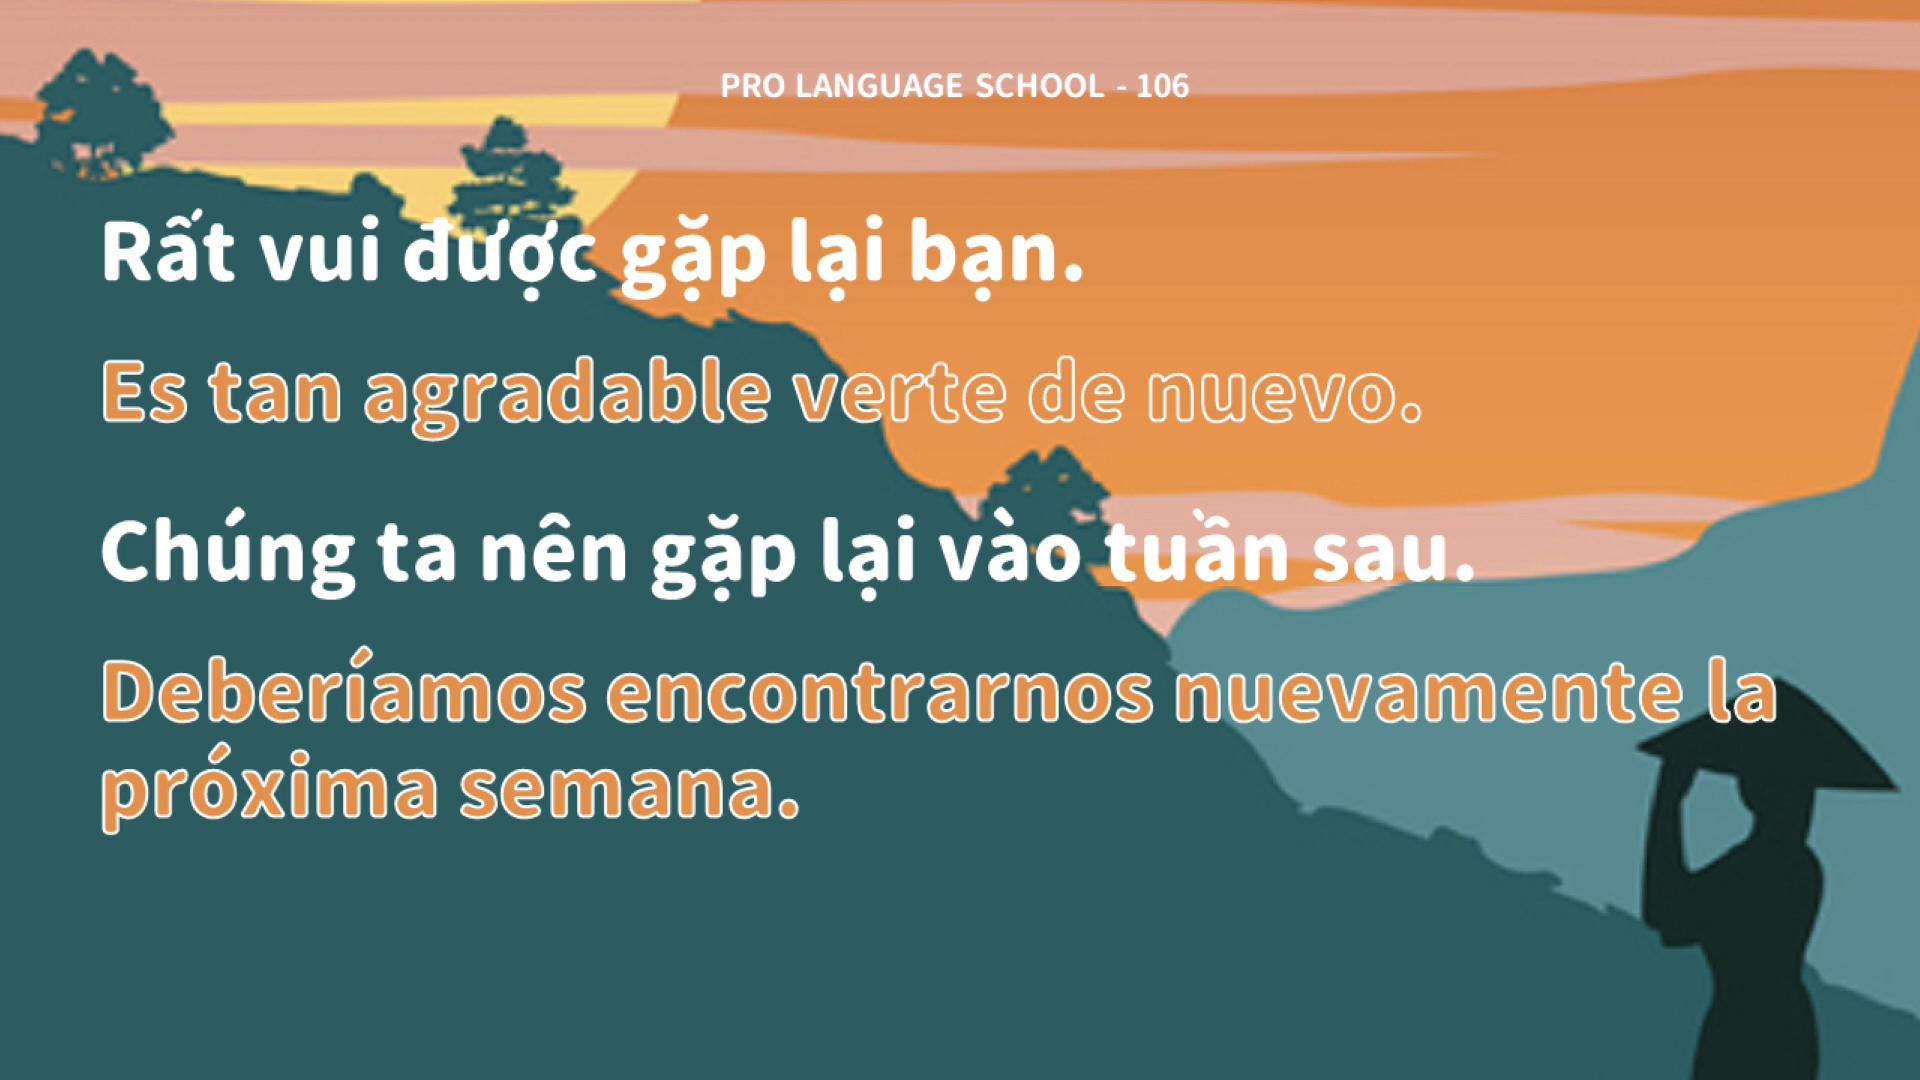 PRO LANGUAGE SCHOOL - 106
Rất vui được gặp lại bạn.
Es tan agradable verte de nuevo.
Chúng ta nên gặp lại vào tuần sau.
Deberíamos encontrarnos nuevamente la
próxima semana.